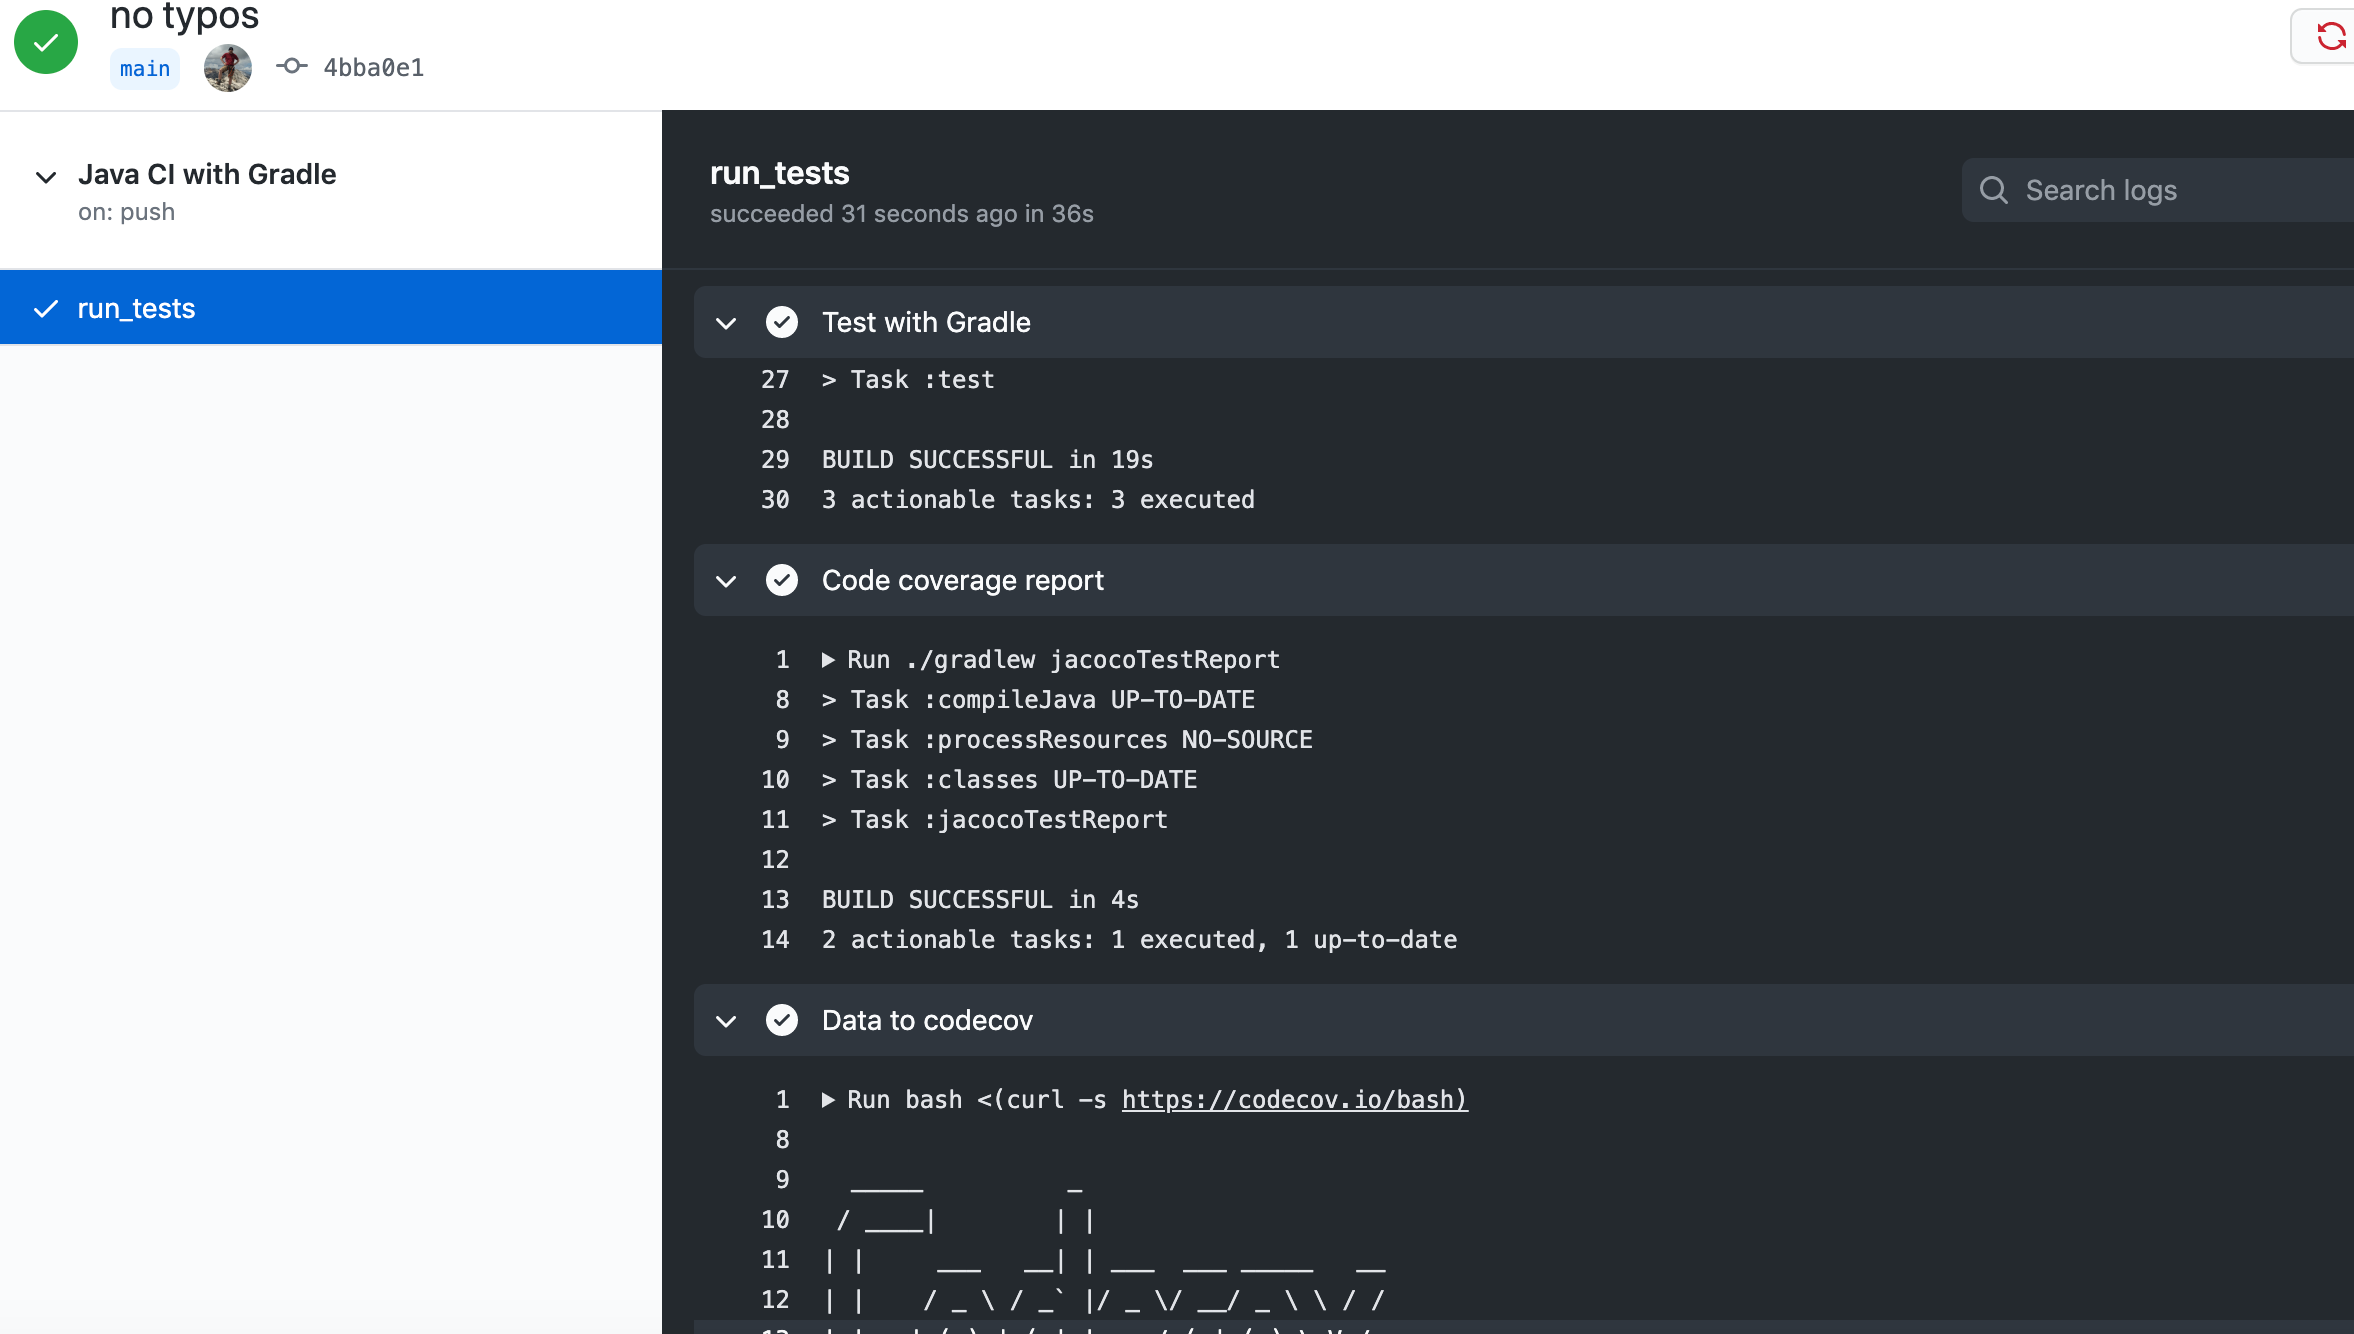 no typos
main 4bba0e1
Java CI with Gradle
on: push
run_tests
run_tests
succeeded 31 seconds ago in 36s
Search logs
Test with Gradle
27 > Task :test
28
29 BUILD SUCCESSFUL in 19s
30 3 actionable tasks: 3 executed
Code coverage report
1 ▶ Run ./gradlew jacocoTestReport
8 > Task :compileJava UP-TO-DATE
9 > Task :processResources NO-SOURCE
10 > Task :classes UP-TO-DATE
11 > Task :jacocoTestReport
12
13 BUILD SUCCESSFUL in 4s
14 2 actionable tasks: 1 executed, 1 up-to-date
Data to codecov
1 ▶ Run bash <(curl -s https://codecov.io/bash)
8
9   _____          _
10  / ____|        | |
11 | |     ___   __| | ___  ___ _____   __
12 | |    / _ \ / _` |/ _ \/ __/ _ \ \ / /